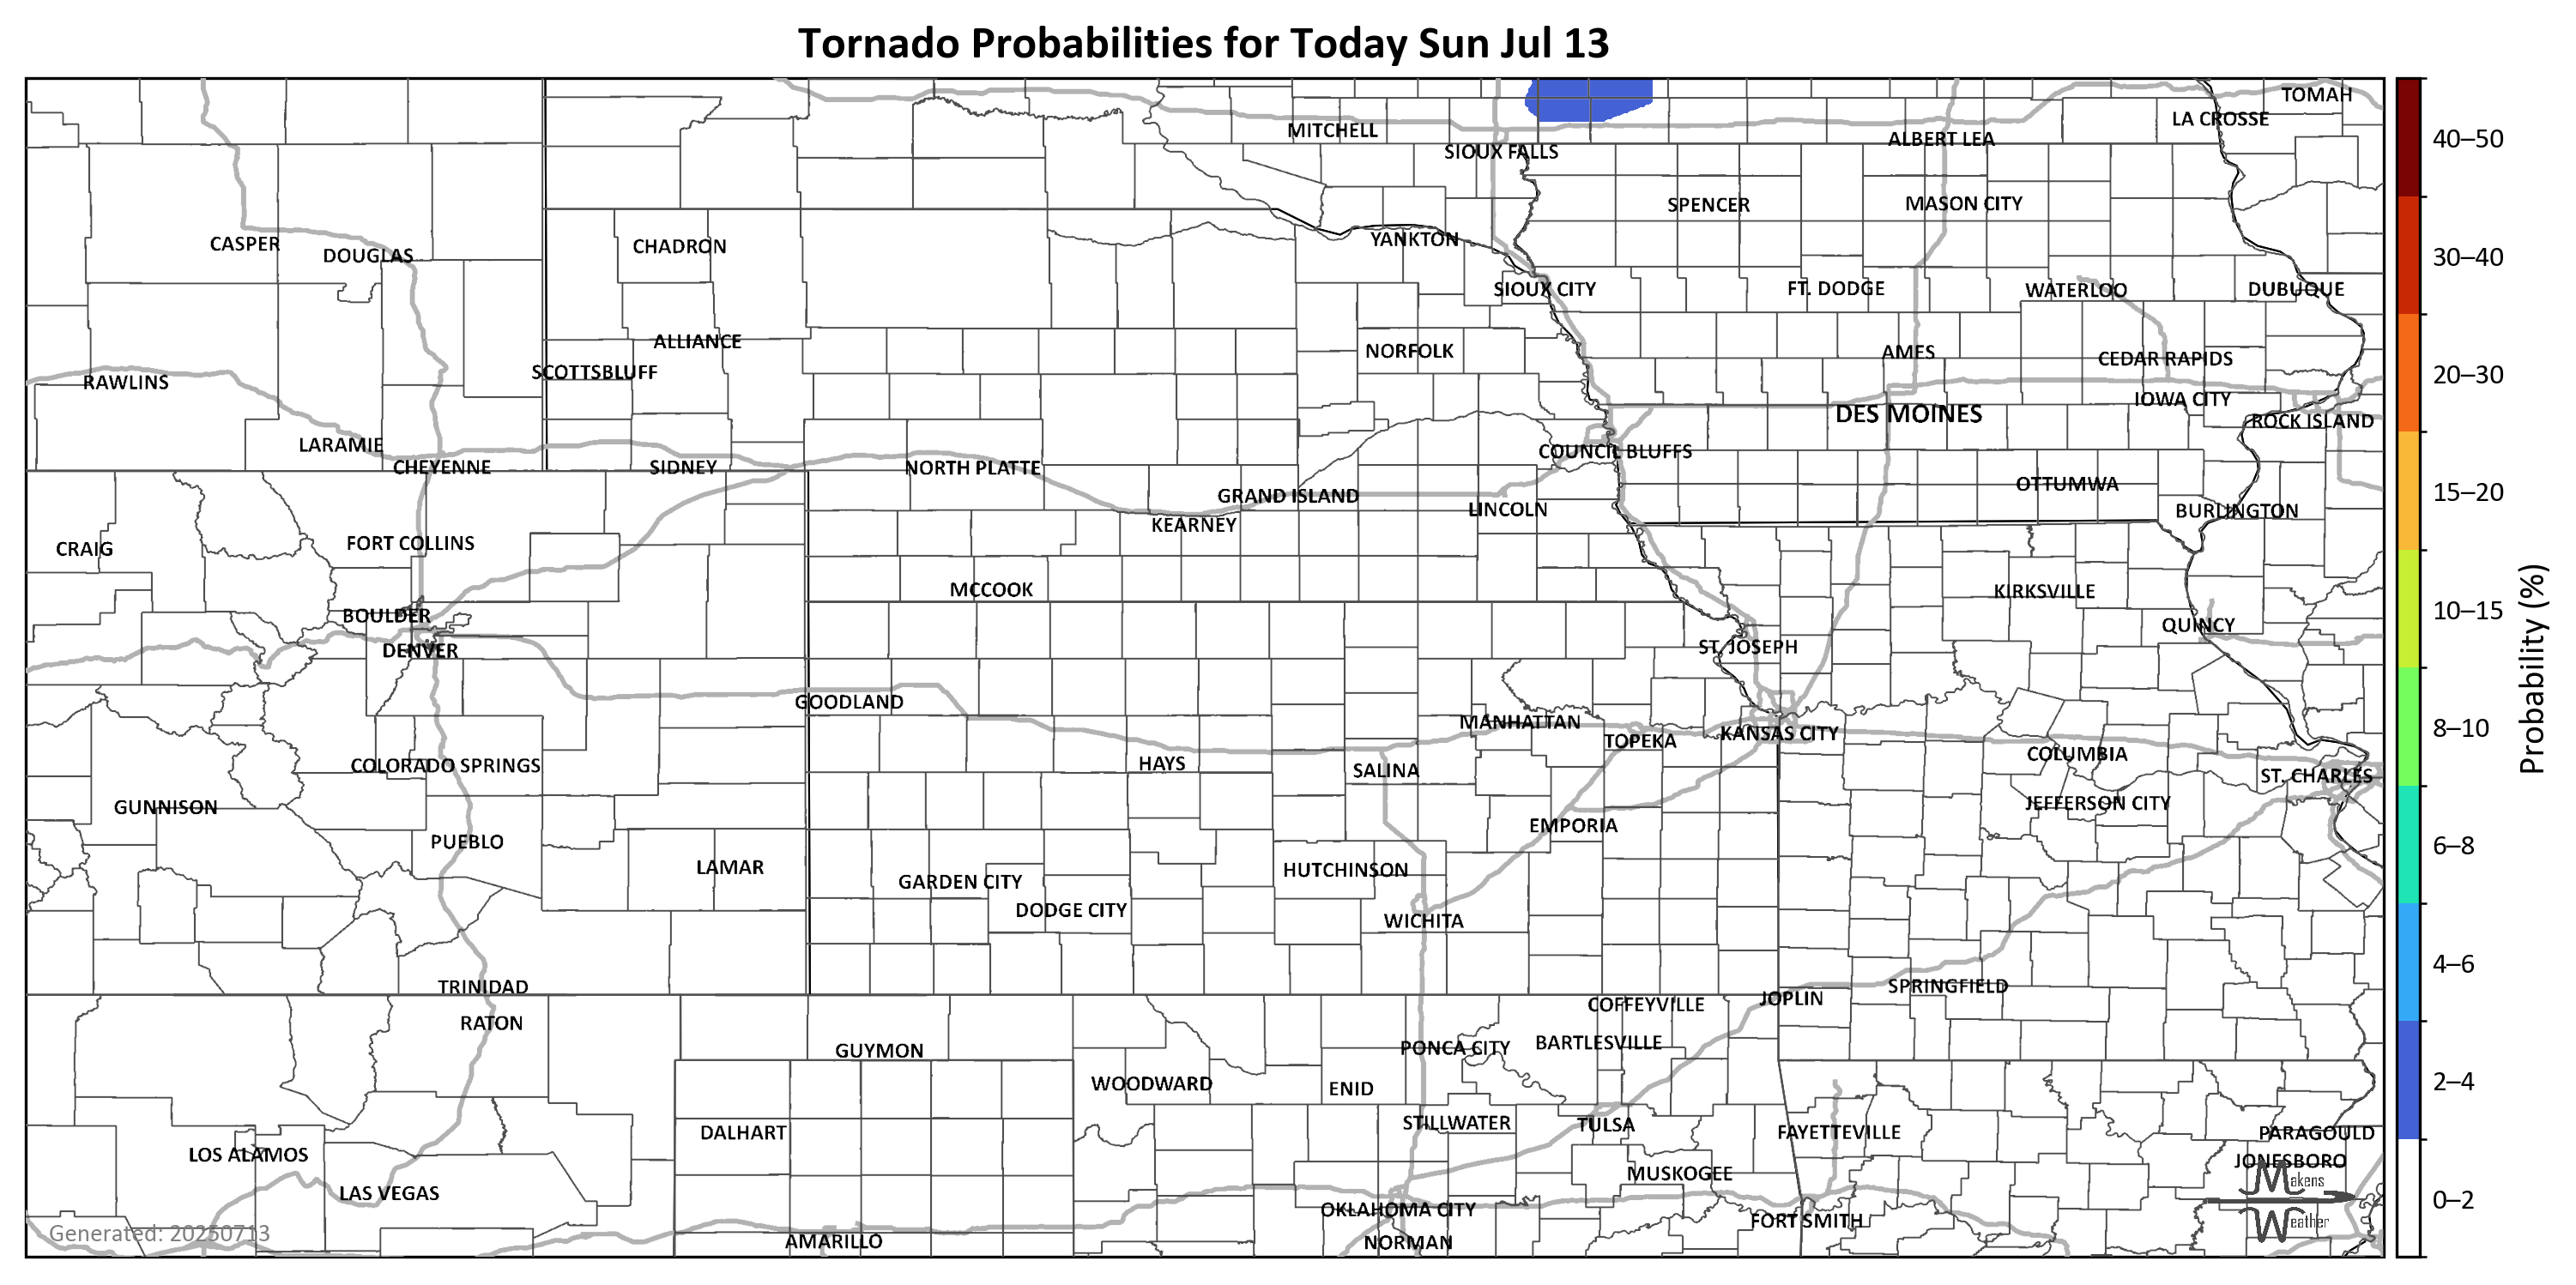 Tornado Probabilities for Today Sun Jul 13
TOMAH
LA CROSSE
MITCHELL
ALBERT LEA
SIOUX FALLS
SPENCER
MASON CITY
YANKTON
CASPER
CHADRON
DOUGLAS
SIOUX CITY
FT. DODGE
WATERLOO
DUBUQUE
ALLIANCE
NORFOLK
AMES
CEDAR RAPIDS
SCOTTSBLUFF
RAWLINS
IOWA CITY
DES MOINES
ROCK ISLAND
LARAMIE
COUNCIL BLUFFS
CHEYENNE
SIDNEY
NORTH PLATTE
OTTUMWA
GRAND ISLAND
LINCOLN
BURLINGTON
KEARNEY
CRAIG
FORT COLLINS
MCCOOK
KIRKSVILLE
BOULDER
QUINCY
DENVER
ST. JOSEPH
GOODLAND
MANHATTAN
TOPEKA
KANSAS CITY
COLUMBIA
COLORADO SPRINGS
HAYS
SALINA
ST. CHARLES
GUNNISON
JEFFERSON CITY
EMPORIA
PUEBLO
LAMAR
HUTCHINSON
GARDEN CITY
DODGE CITY
WICHITA
TRINIDAD
SPRINGFIELD
JOPLIN
COFFEYVILLE
RATON
GUYMON
PONCA CITY
BARTLESVILLE
WOODWARD
ENID
STILLWATER
TULSA
DALHART
FAYETTEVILLE
PARAGOULD
LOS ALAMOS
JONESBORO
MUSKOGEE
LAS VEGAS
OKLAHOMA CITY
FORT SMITH
AMARILLO
NORMAN
Generated: 20250713
Makens
Weather
40–50
30–40
20–30
15–20
10–15
8–10
6–8
4–6
2–4
0–2
Probability (%)